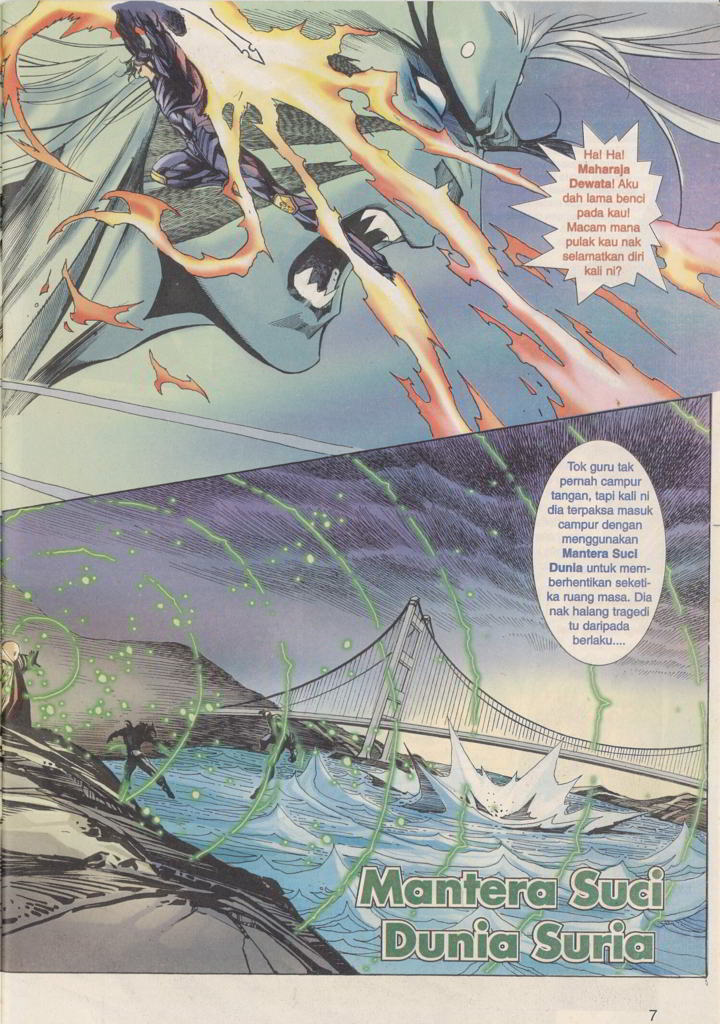 Ha! Ha!
Maharaja
Dewata! Aku
dah lama benci
pada kau!
Macam mana
pulak kau nak
selamatkan diri
kali ni?
Tok guru tak
pernah campur
tangan, tapi kali ni
dia terpaksa masuk
campur dengan
menggunakan
Mantera Suci
Dunia untuk mem-
berhentikan seketi-
ka ruang masa. Dia
nak halang tragedi
tu daripada
berlaku....
Mantera Suci
Dunia Suria
7